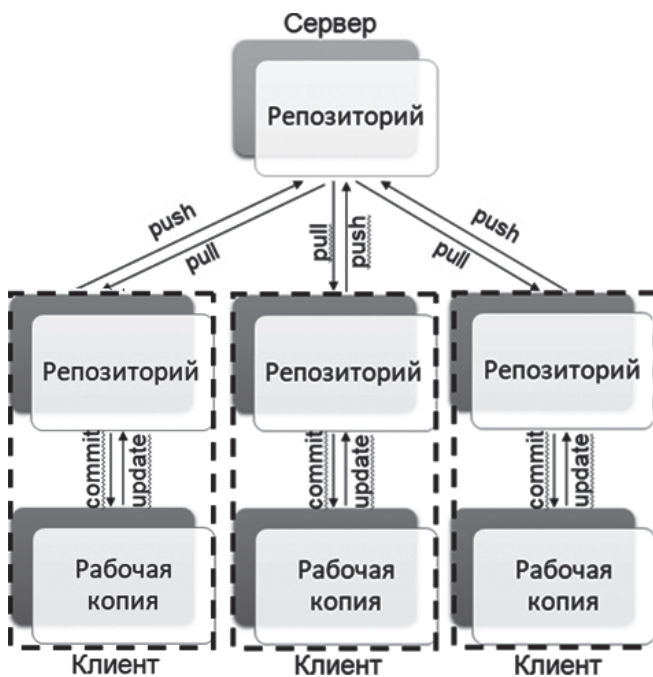 Сервер
Репозиторий
push
pull
pull
push
pull
push
Репозиторий
Репозиторий
Репозиторий
commit
update
commit
update
commit
update
Рабочая
копия
Рабочая
копия
Рабочая
копия
Клиент
Клиент
Клиент